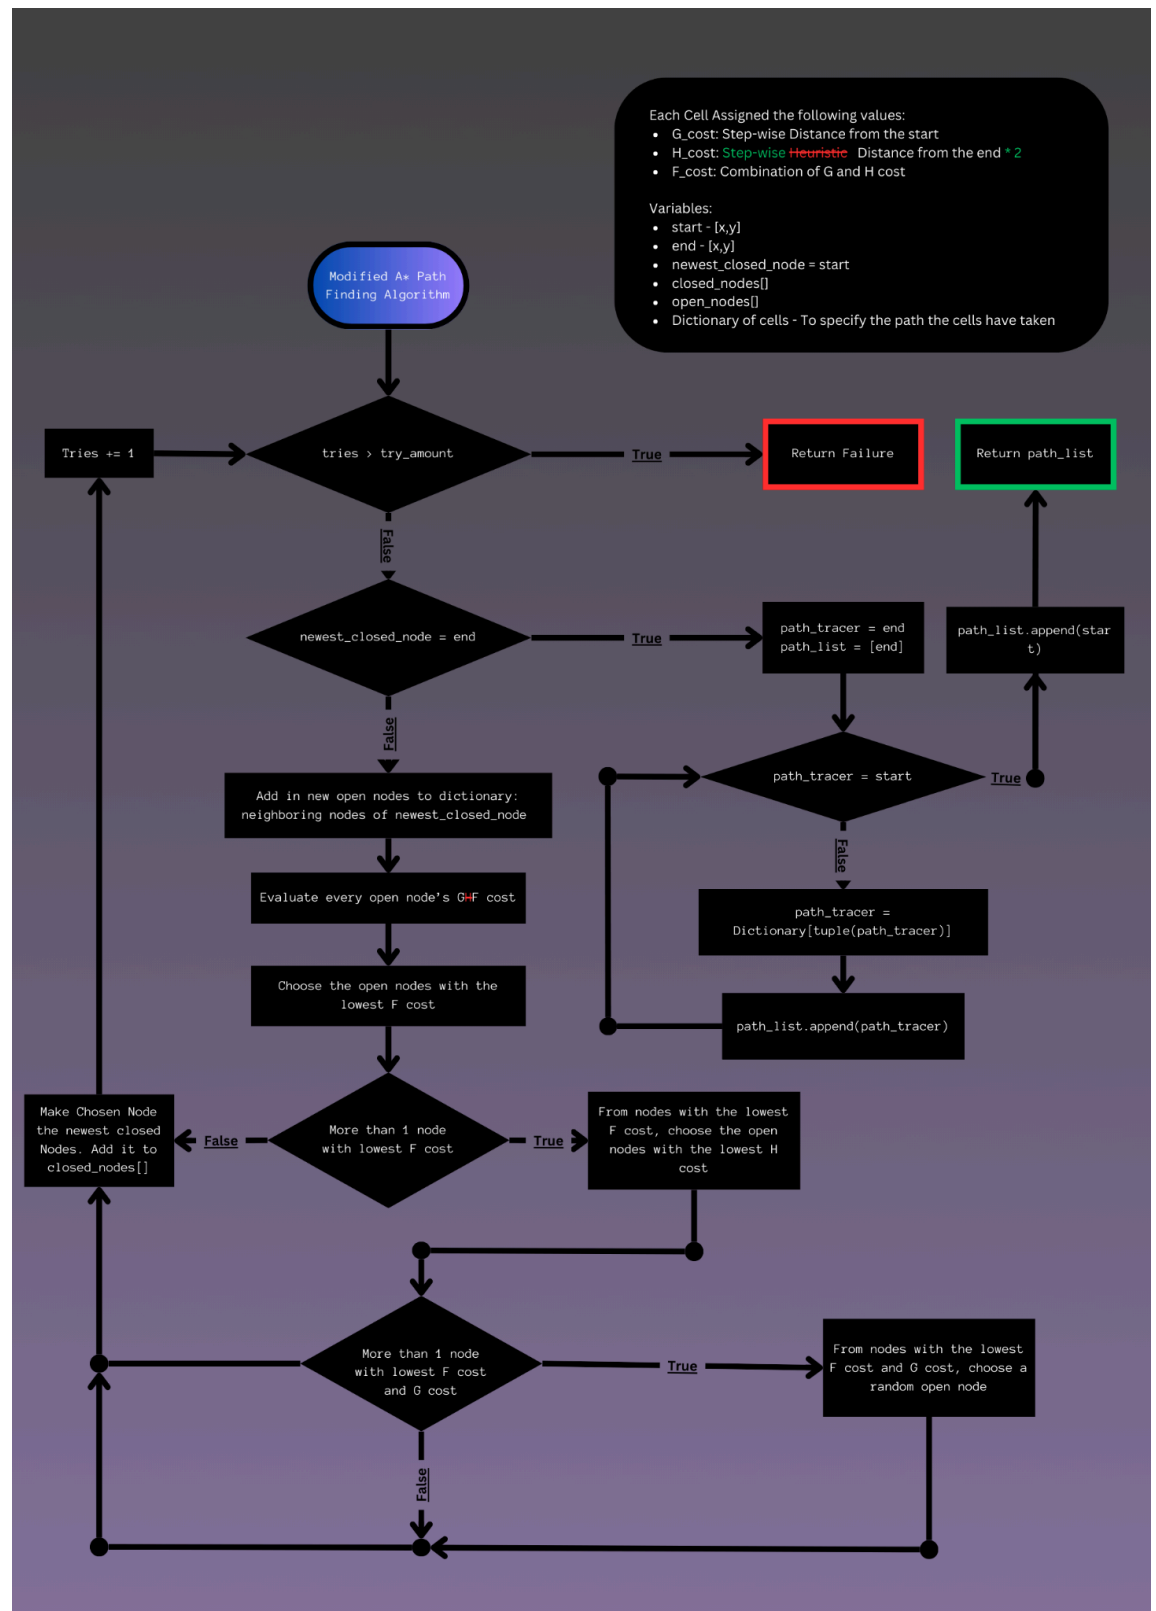 Each Cell Assigned the following values:
• G_cost: Step-wise Distance from the start
• H_cost: Step-wise Heuristic Distance from the end * 2
• F_cost: Combination of G and H cost
Variables:
• start - [x,y]
• end - [x,y]
• newest_closed_node = start
• closed_nodes[]
• open_nodes[]
• Dictionary of cells - To specify the path the cells have taken
Modified A* Path
Finding Algorithm
Tries += 1
tries > try_amount
True
Return Failure
Return path_list
False
newest_closed_node = end
True
path_tracer = end
path_list = [end]
path_list.append(star
t)
False
path_tracer = start
True
Add in new open nodes to dictionary:
neighboring nodes of newest_closed_node
False
Evaluate every open node's GHF cost
path_tracer =
Dictionary[tuple(path_tracer)]
Choose the open nodes with the
lowest F cost
path_list.append(path_tracer)
Make Chosen Node
the newest closed
Nodes. Add it to
closed_nodes[]
False
More than 1 node
with lowest F cost
True
From nodes with the lowest
F cost, choose the open
nodes with the lowest H
cost
More than 1 node
with lowest F cost
and G cost
True
From nodes with the lowest
F cost and G cost, choose a
random open node
False